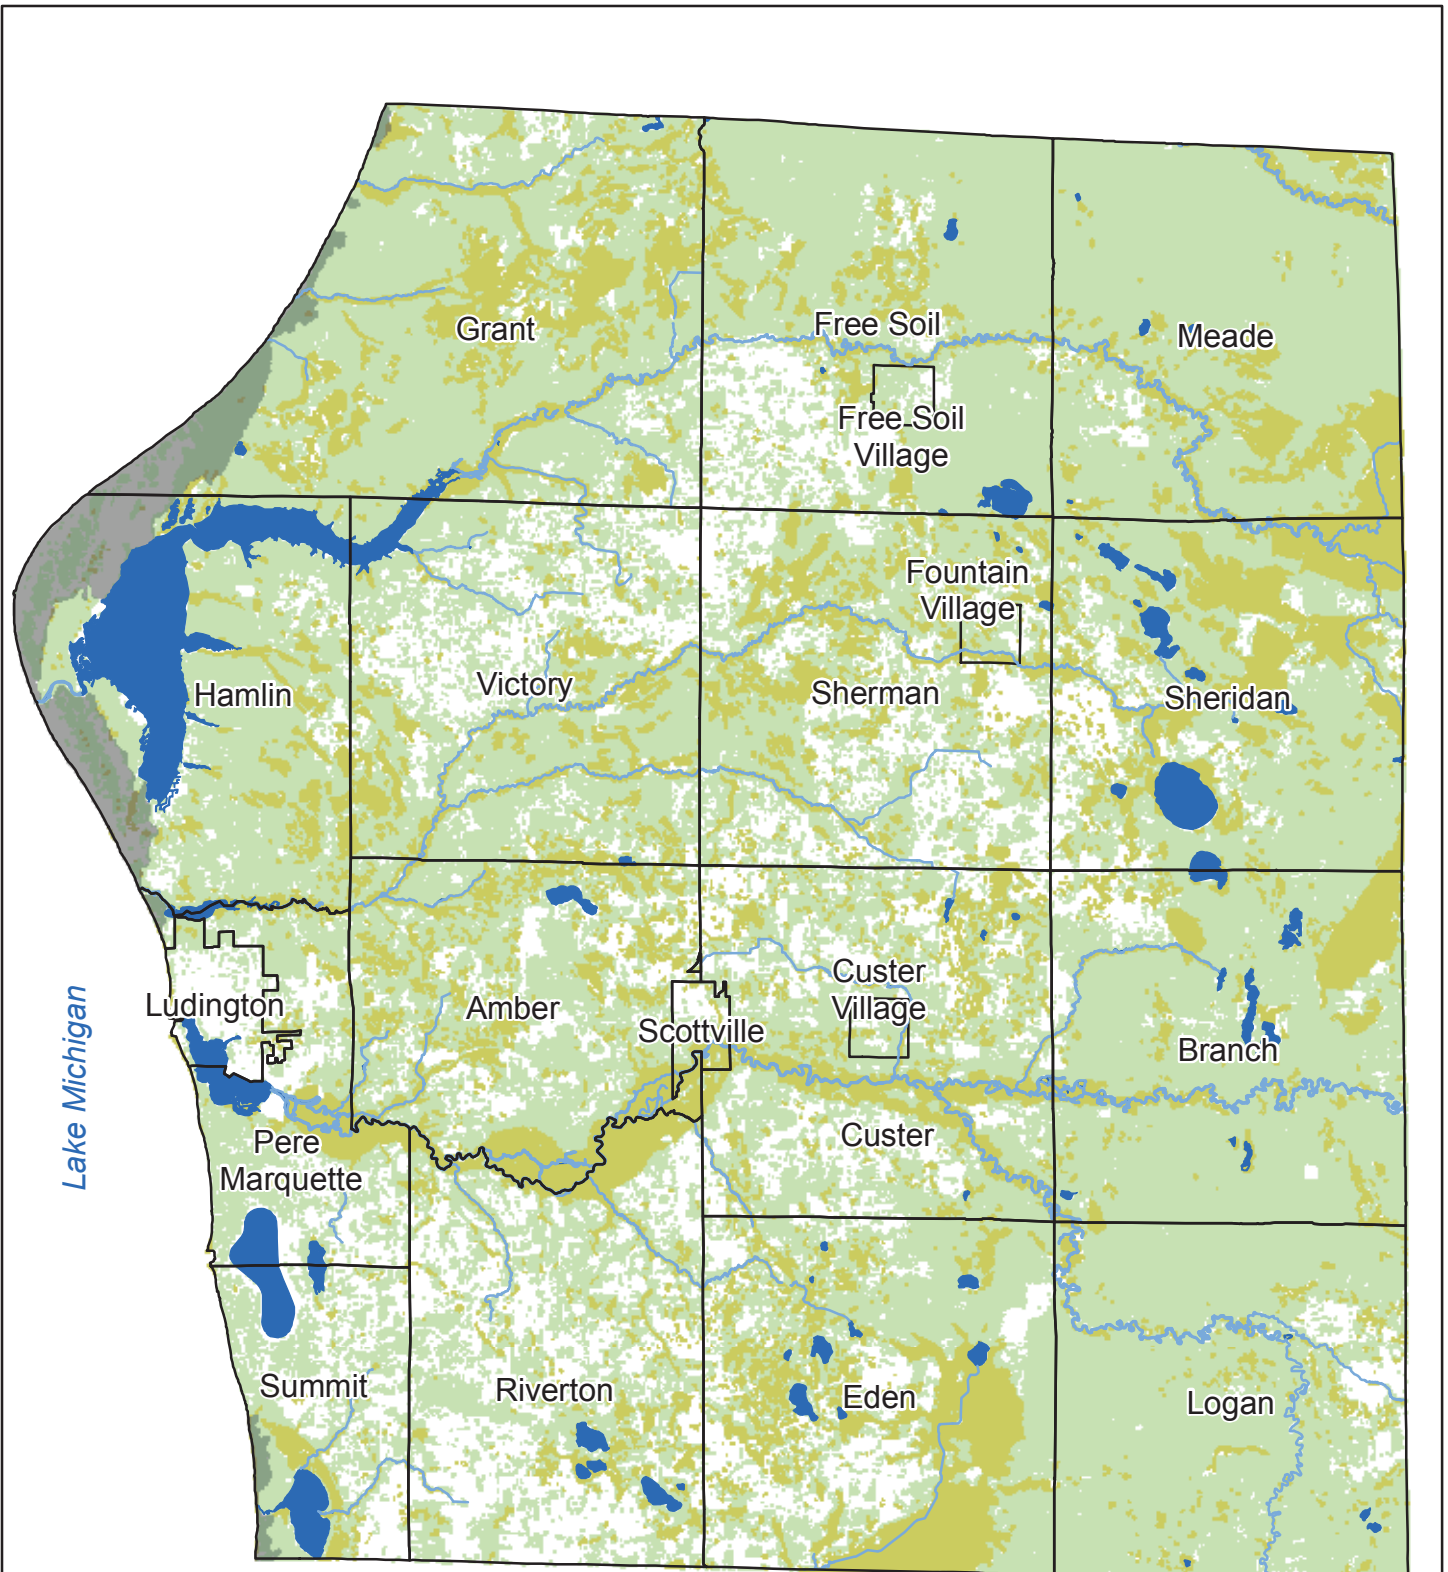 Grant
Free Soil
Meade
Free Soil
Village
Fountain
Village
Hamlin
Victory
Sherman
Sheridan
Lake Michigan
Ludington
Amber
Scottville
Custer
Village
Branch
Pere
Marquette
Custer
Summit
Riverton
Eden
Logan